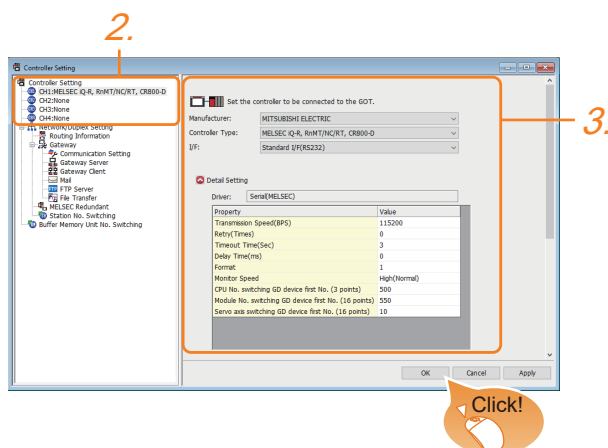 2.
Controller Setting
Controller Setting
CH1:MELSEC iQ-R, RnMT/NC/RT, CR800-D
CH2:None
CH3:None
CH4:None
Network/Duplex Setting
Routing Information
Gateway
Communication Setting
Gateway Server
Gateway Client
Mail
FTP Server
File Transfer
MELSEC Redundant
Station No. Switching
Buffer Memory Unit No. Switching
Set the controller to be connected to the GOT.
Manufacturer: MITSUBISHI ELECTRIC
Controller Type: MELSEC iQ-R, RnMT/NC/RT, CR800-D
I/F: Standard I/F(RS232)
3.
Detail Setting
Driver: Serial(MELSEC)
Property Value
Transmission Speed(BPS) 115200
Retry(Times) 0
Timeout Time(Sec) 3
Delay Time(ms) 0
Format 1
Monitor Speed High(Normal)
CPU No. switching GD device first No. (3 points) 500
Module No. switching GD device first No. (16 points) 550
Servo axis switching GD device first No. (16 points) 10
OK Cancel Apply
Click!